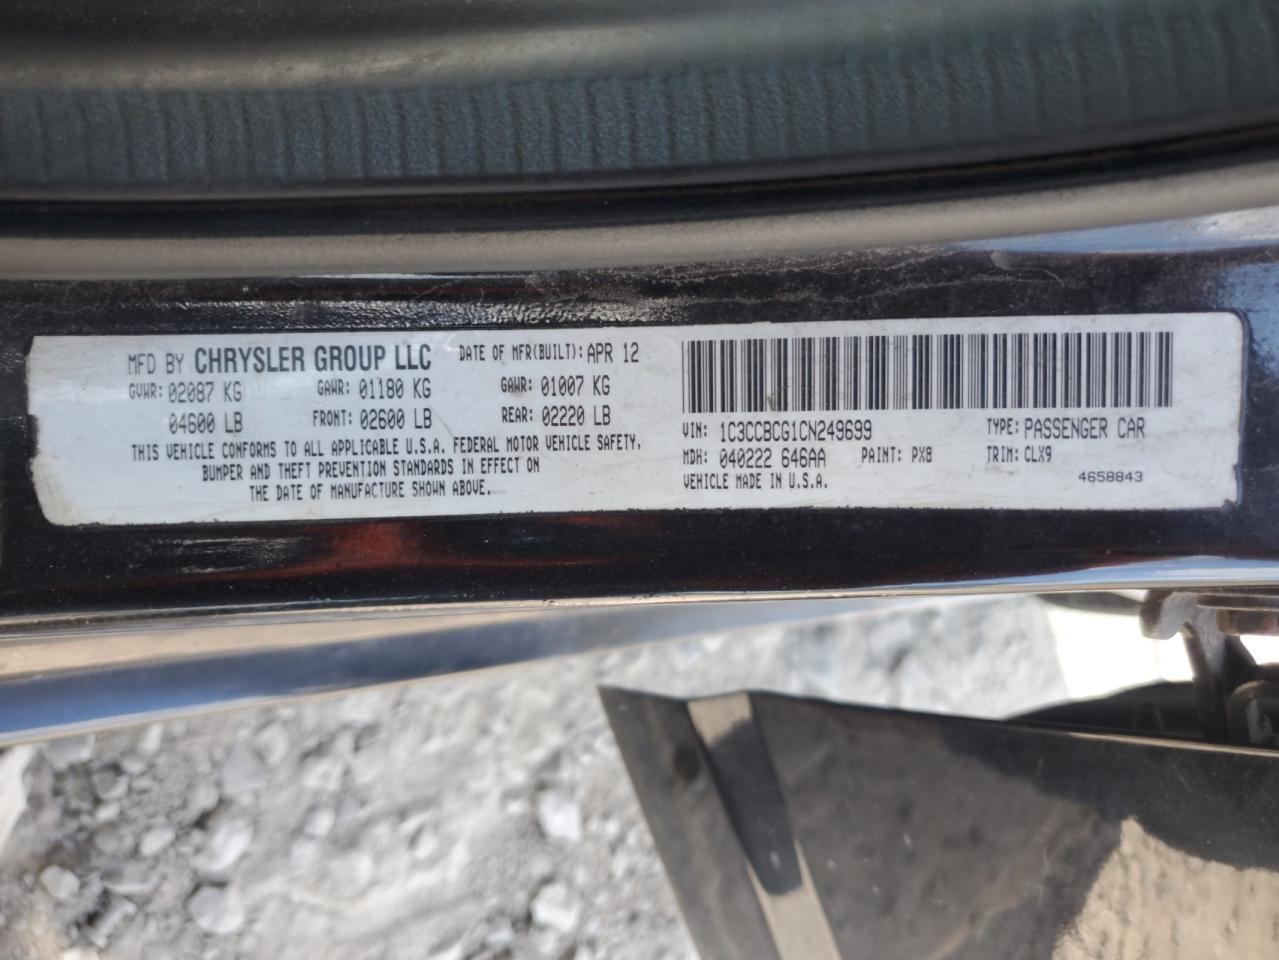 MFD BY CHRYSLER GROUP LLC DATE OF MFR(BUILT): APR 12
GVWR: 02087 KG GAWR: 01180 KG GAWR: 01007 KG
04600 LB FRONT: 02600 LB REAR: 02220 LB
THIS VEHICLE CONFORMS TO ALL APPLICABLE U.S.A. FEDERAL MOTOR VEHICLE SAFETY,
BUMPER AND THEFT PREVENTION STANDARDS IN EFFECT ON
THE DATE OF MANUFACTURE SHOWN ABOVE.
VIN: 1C3CCBCG1CN249699 TYPE: PASSENGER CAR
MDH: 040222 646AA PAINT: PX8 TRIM: CLX9
VEHICLE MADE IN U.S.A. 4658843